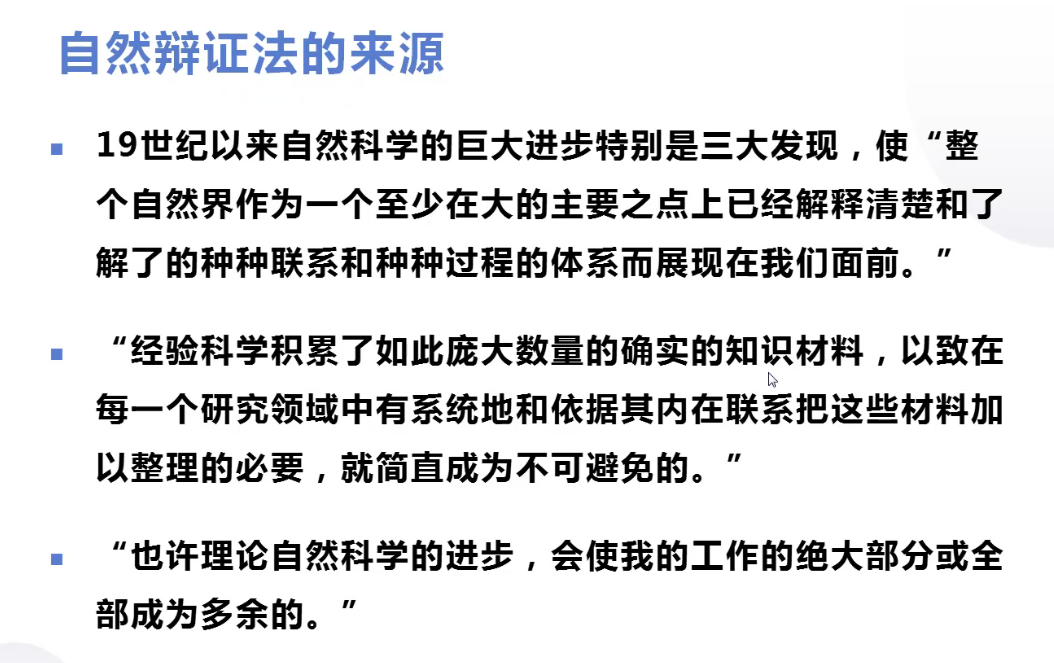 自然辩证法的来源
19世纪以来自然科学的巨大进步特别是三大发现，使“整
个自然界作为一个至少在大的主要之点上已经解释清楚和了
解了的种种联系和种种过程的体系而展现在我们面前。”
“经验科学积累了如此庞大数量的确实的知识材料，以致在
每一个研究领域中有系统地和依据其内在联系把这些材料加
以整理的必要，就简直成为不可避免的。”
“也许理论自然科学的进步，会使我的工作的绝大部分或全
部成为多余的。”